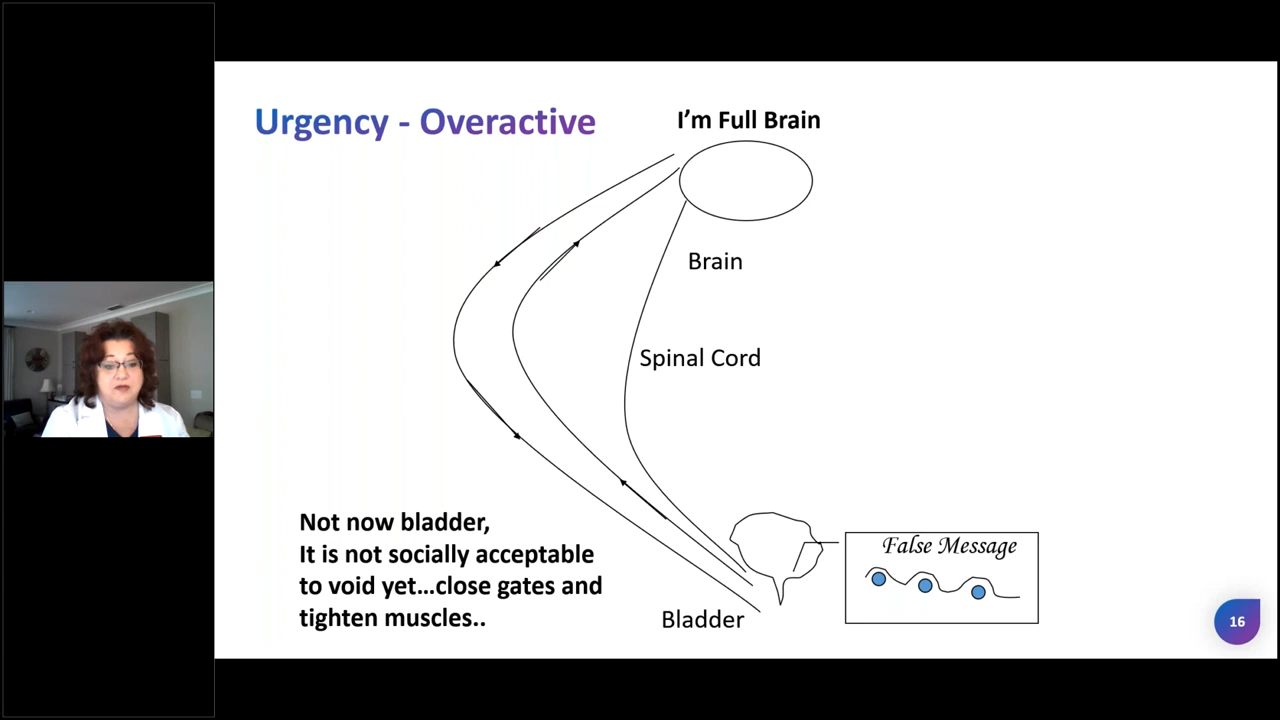 Urgency - Overactive
I’m Full Brain
Brain
Spinal Cord
Not now bladder,
It is not socially acceptable
to void yet…close gates and
tighten muscles..
Bladder
False Message
16